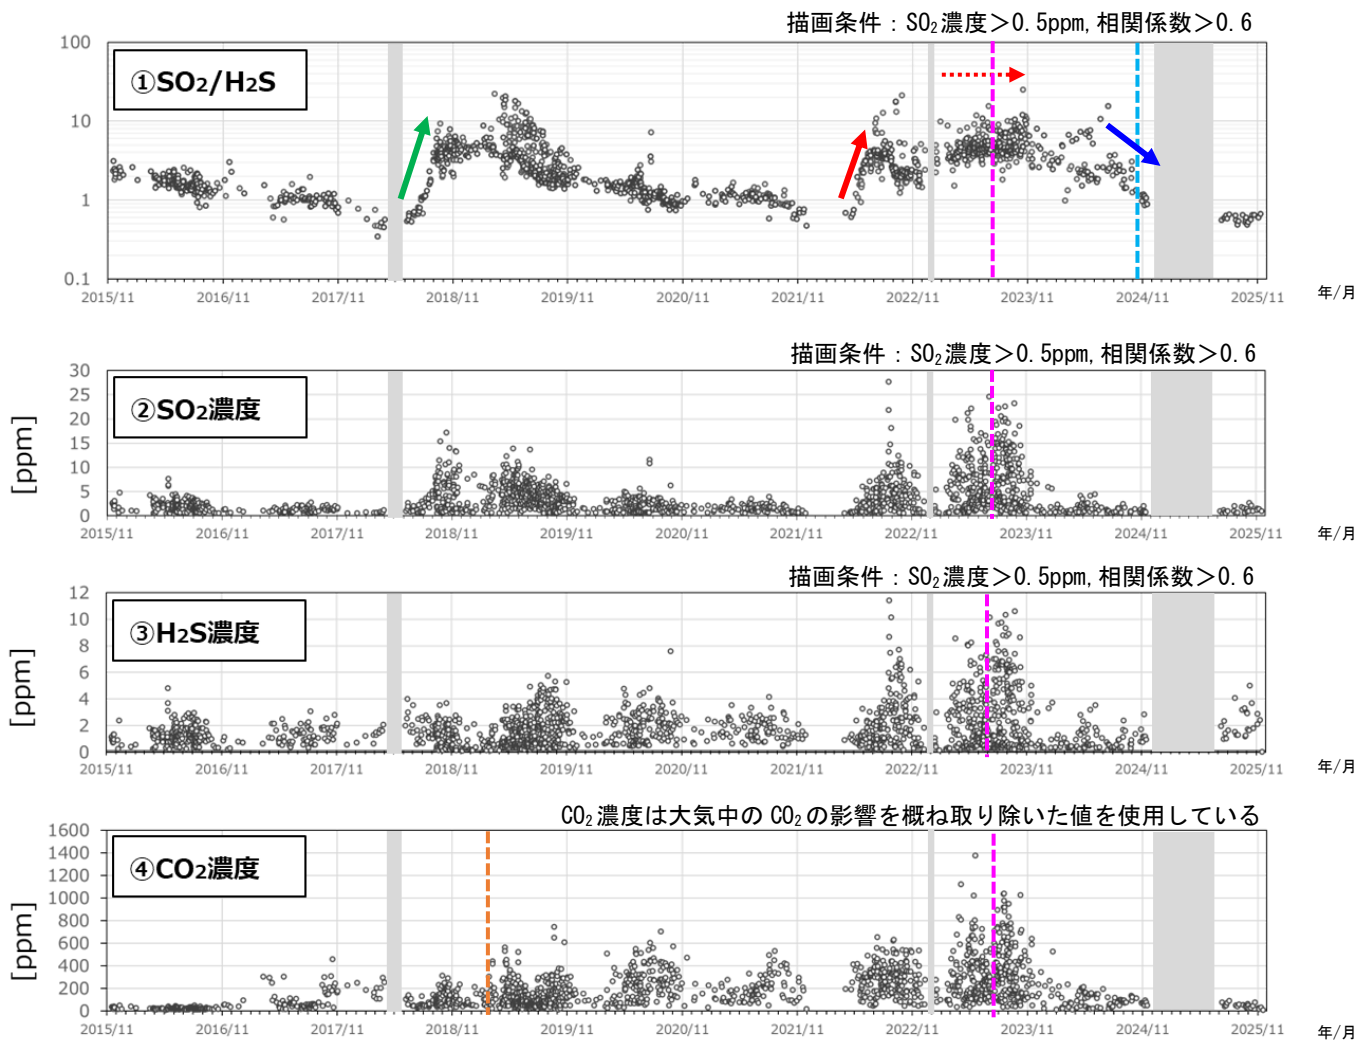 描画条件：SO₂濃度＞0.5ppm,相関係数＞0.6
①SO₂/H₂S
100
10
1
0.1
2015/11 2016/11 2017/11 2018/11 2019/11 2020/11 2021/11 2022/11 2023/11 2024/11 2025/11 年/月
描画条件：SO₂濃度＞0.5ppm,相関係数＞0.6
②SO₂濃度
[ppm]
30
25
20
15
10
5
0
2015/11 2016/11 2017/11 2018/11 2019/11 2020/11 2021/11 2022/11 2023/11 2024/11 2025/11 年/月
描画条件：SO₂濃度＞0.5ppm,相関係数＞0.6
③H₂S濃度
[ppm]
12
10
8
6
4
2
0
2015/11 2016/11 2017/11 2018/11 2019/11 2020/11 2021/11 2022/11 2023/11 2024/11 2025/11 年/月
CO₂濃度は大気中のCO₂の影響を概ね取り除いた値を使用している
④CO₂濃度
[ppm]
1600
1400
1200
1000
800
600
400
200
0
2015/11 2016/11 2017/11 2018/11 2019/11 2020/11 2021/11 2022/11 2023/11 2024/11 2025/11 年/月